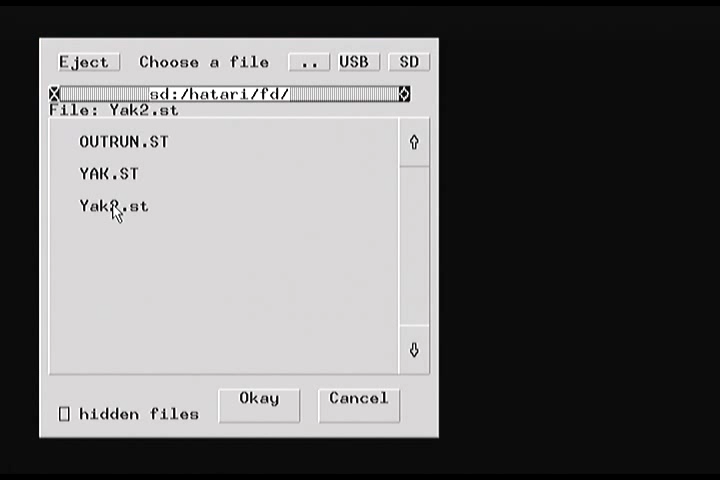 Eject Choose a file .. USB SD
sd:/hatari/fd/
File: Yak2.st
OUTRUN.ST
YAK.ST
Yak2.st
hidden files Okay Cancel